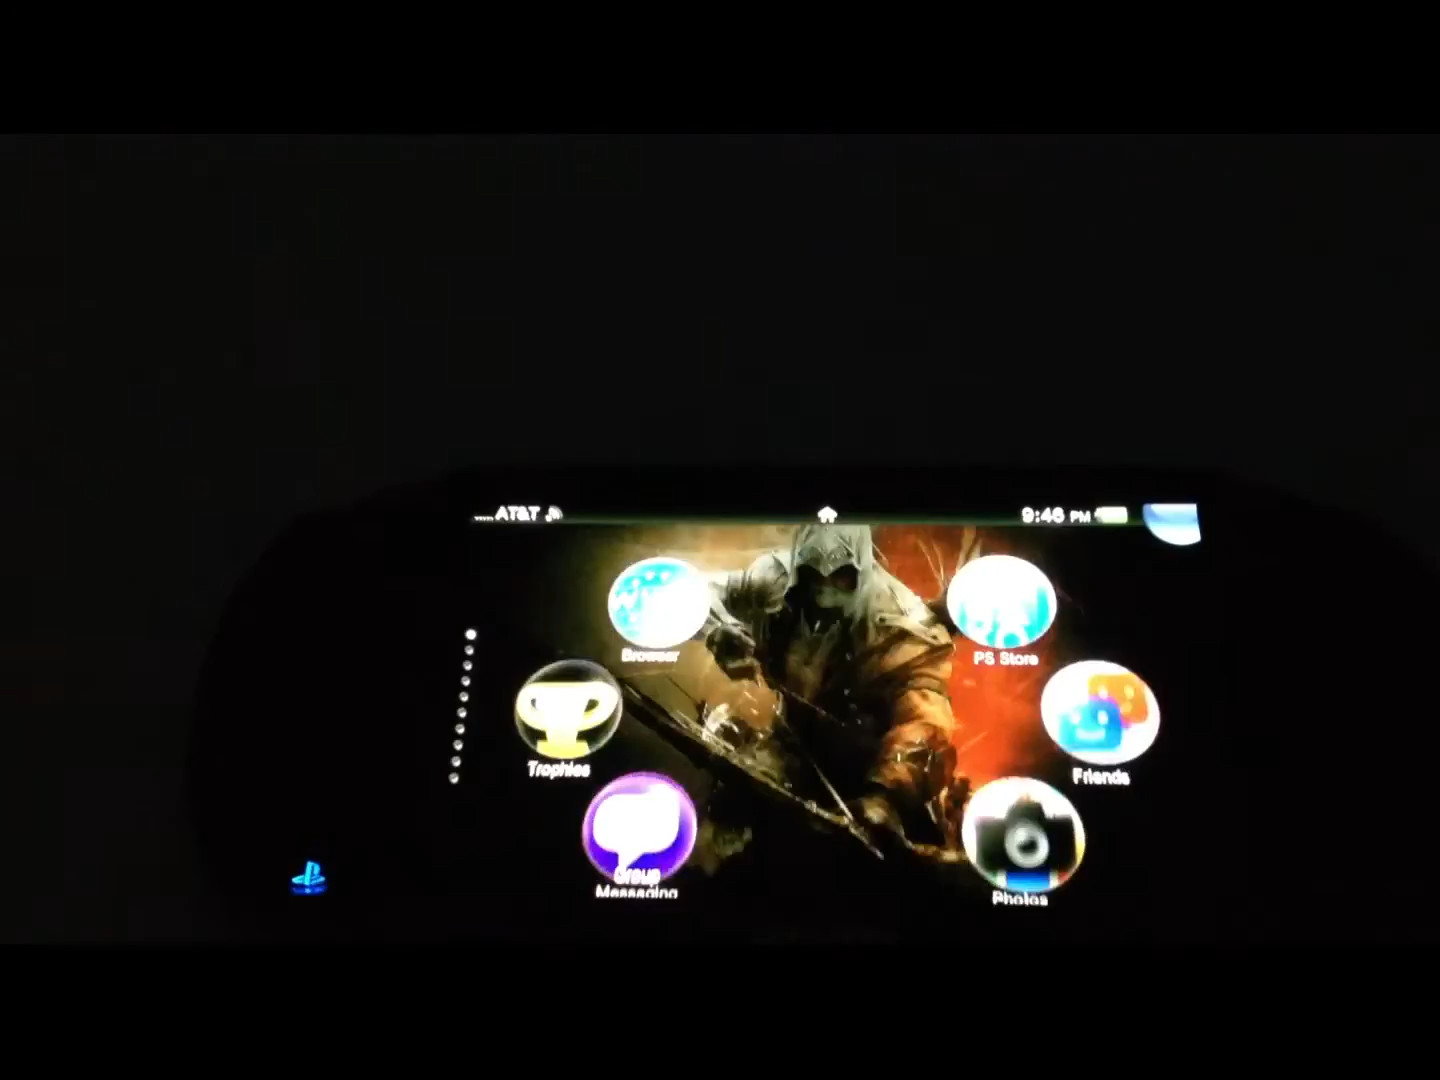 AT&T
9:46 PM
Browser
PS Store
Trophies
Friends
Group
Messaging
Photos